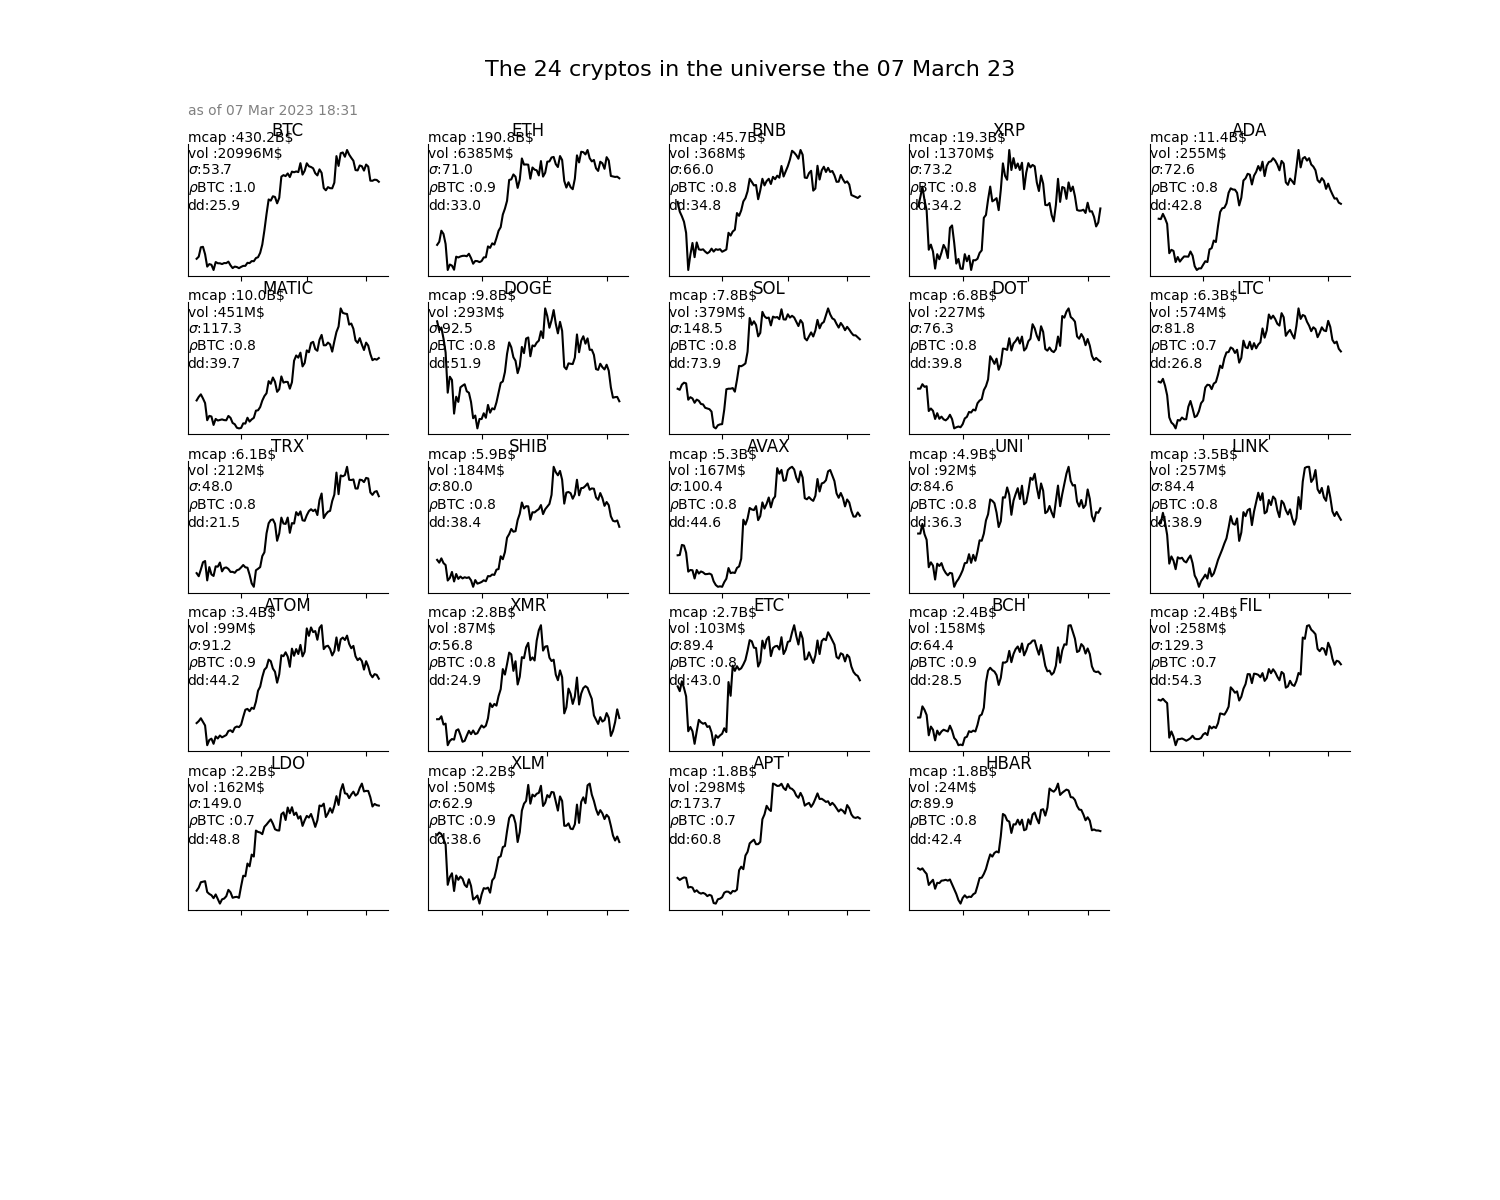 The 24 cryptos in the universe the 07 March 23
as of 07 Mar 2023 18:31
BTC
mcap :430.2B$
vol :20996M$
σ:53.7
ρBTC :1.0
dd:25.9
ETH
mcap :190.8B$
vol :6385M$
σ:71.0
ρBTC :0.9
dd:33.0
BNB
mcap :45.7B$
vol :368M$
σ:66.0
ρBTC :0.8
dd:34.8
XRP
mcap :19.3B$
vol :1370M$
σ:73.2
ρBTC :0.8
dd:34.2
ADA
mcap :11.4B$
vol :255M$
σ:72.6
ρBTC :0.8
dd:42.8
MATIC
mcap :10.0B$
vol :451M$
σ:117.3
ρBTC :0.8
dd:39.7
DOGE
mcap :9.8B$
vol :293M$
σ:92.5
ρBTC :0.8
dd:51.9
SOL
mcap :7.8B$
vol :379M$
σ:148.5
ρBTC :0.8
dd:73.9
DOT
mcap :6.8B$
vol :227M$
σ:76.3
ρBTC :0.8
dd:39.8
LTC
mcap :6.3B$
vol :574M$
σ:81.8
ρBTC :0.7
dd:26.8
TRX
mcap :6.1B$
vol :212M$
σ:48.0
ρBTC :0.8
dd:21.5
SHIB
mcap :5.9B$
vol :184M$
σ:80.0
ρBTC :0.8
dd:38.4
AVAX
mcap :5.3B$
vol :167M$
σ:100.4
ρBTC :0.8
dd:44.6
UNI
mcap :4.9B$
vol :92M$
σ:84.6
ρBTC :0.8
dd:36.3
LINK
mcap :3.5B$
vol :257M$
σ:84.4
ρBTC :0.8
dd:38.9
ATOM
mcap :3.4B$
vol :99M$
σ:91.2
ρBTC :0.9
dd:44.2
XMR
mcap :2.8B$
vol :87M$
σ:56.8
ρBTC :0.8
dd:24.9
ETC
mcap :2.7B$
vol :103M$
σ:89.4
ρBTC :0.8
dd:43.0
BCH
mcap :2.4B$
vol :158M$
σ:64.4
ρBTC :0.9
dd:28.5
FIL
mcap :2.4B$
vol :258M$
σ:129.3
ρBTC :0.7
dd:54.3
LDO
mcap :2.2B$
vol :162M$
σ:149.0
ρBTC :0.7
dd:48.8
XLM
mcap :2.2B$
vol :50M$
σ:62.9
ρBTC :0.9
dd:38.6
APT
mcap :1.8B$
vol :298M$
σ:173.7
ρBTC :0.7
dd:60.8
HBAR
mcap :1.8B$
vol :24M$
σ:89.9
ρBTC :0.8
dd:42.4